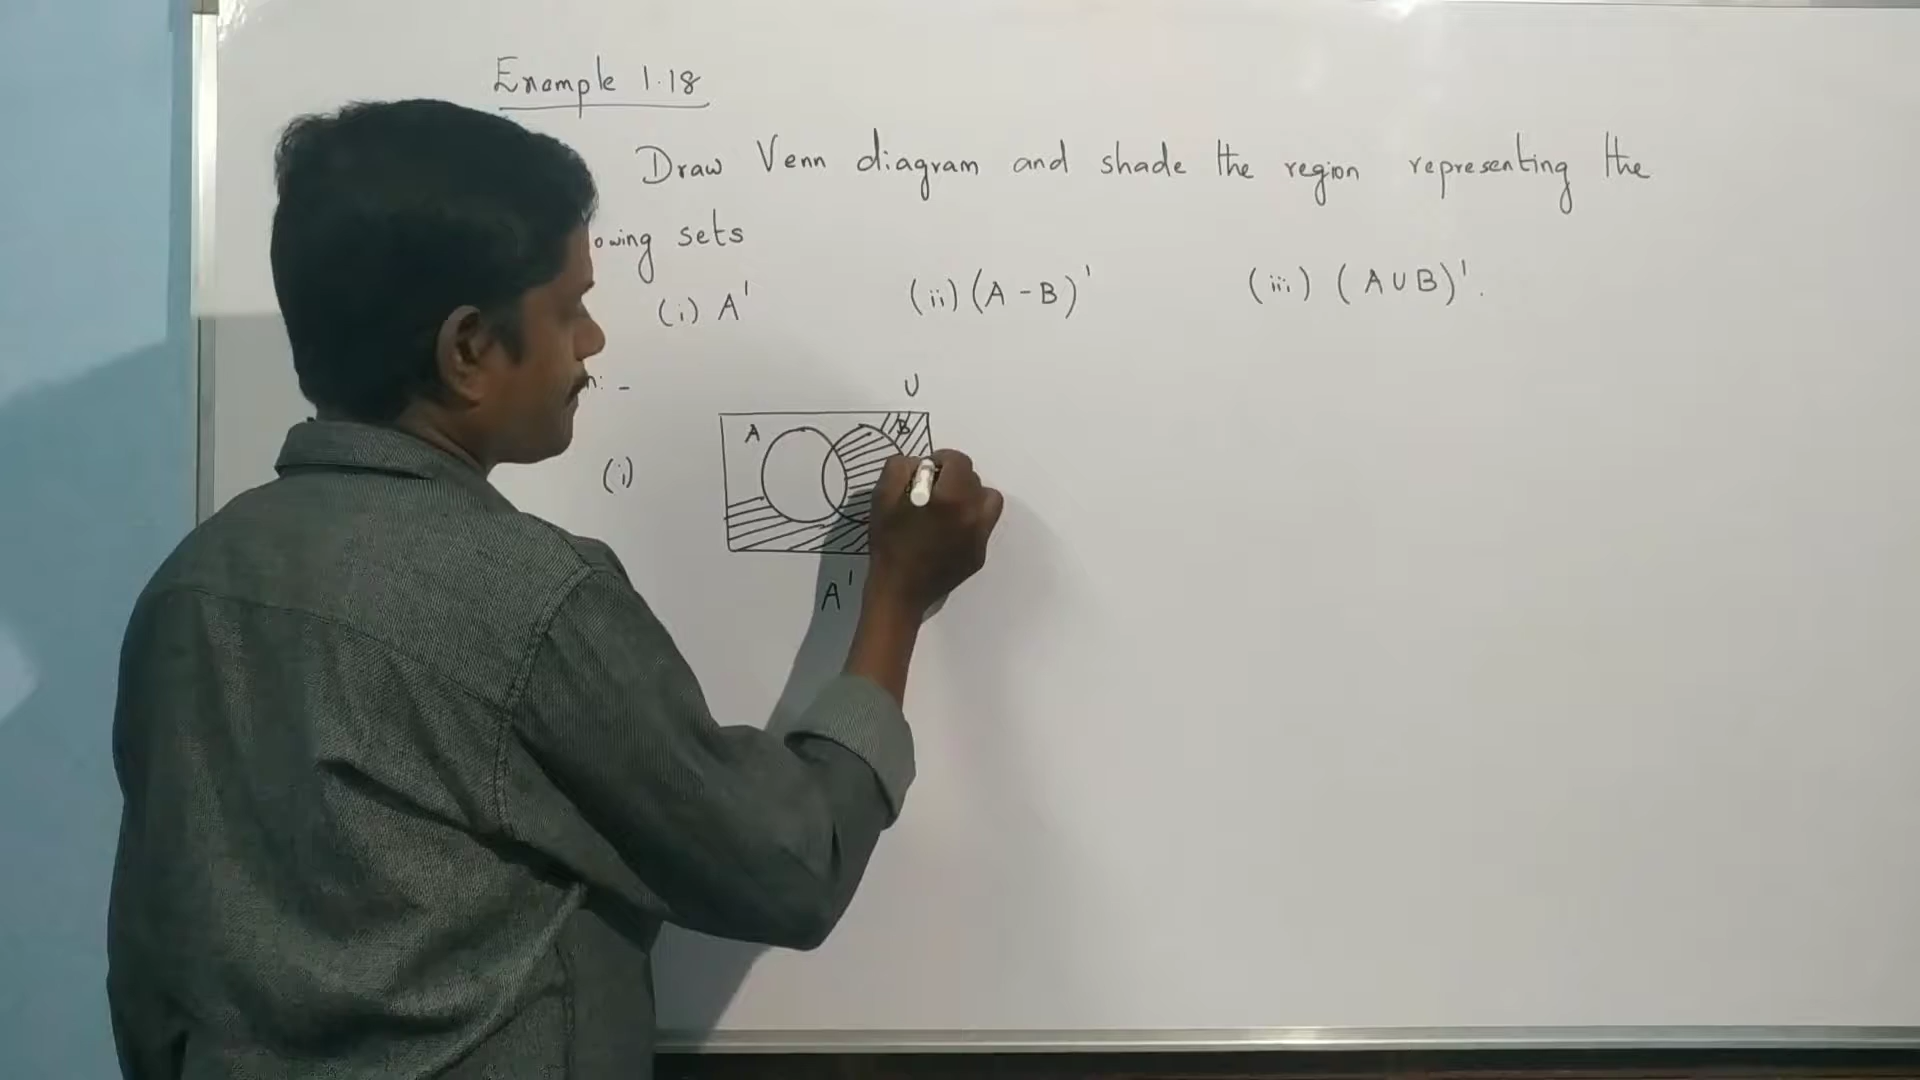 Example 1.18
Draw Venn diagram and shade the region representing the
owing sets
(i) A' (ii) (A - B)' (iii) (A∪B)'.
n: -
U
A B
(i)
A'